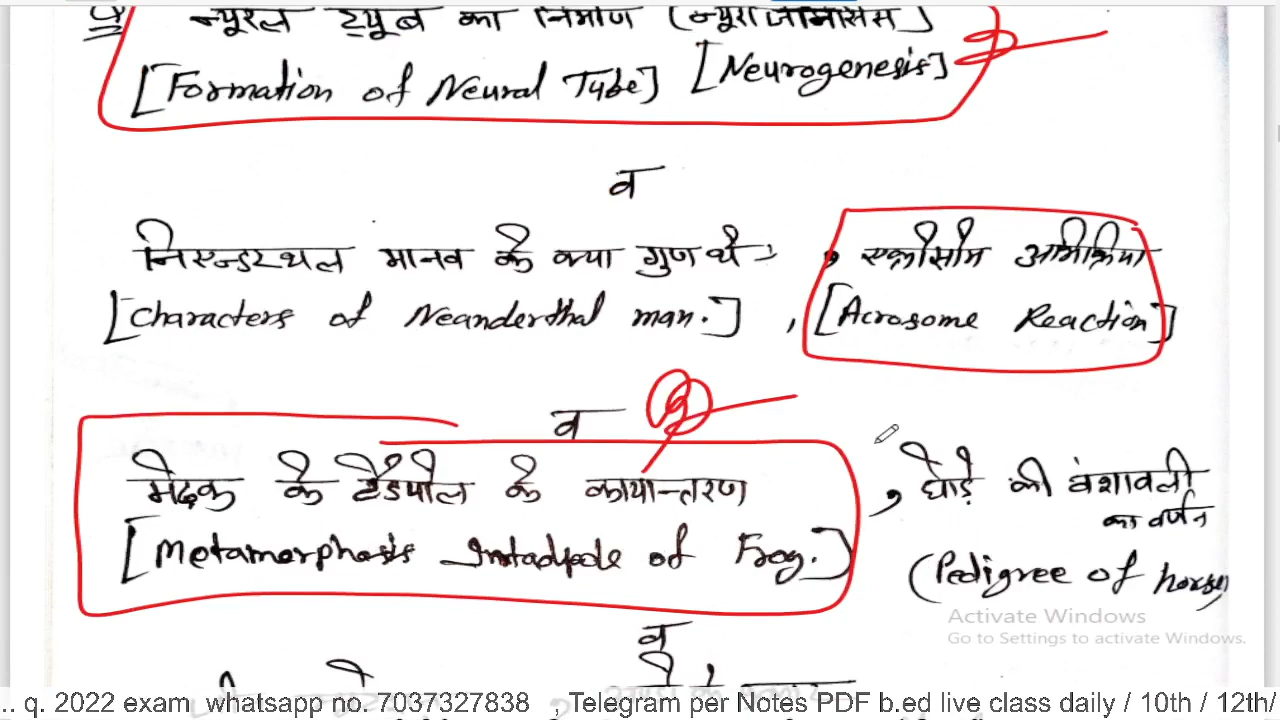 न्यूरल ट्यूब का निर्माण (न्यूरोजेनेसिस)
[Formation of Neural Tube] [Neurogenesis]
व
निएन्डरथल मानव के क्या गुण थे , एक्रोसोम अभिक्रिया
[characters of Neanderthal man.] , [Acrosome Reaction]
व
मेंढक के टैडपोल के कायान्तरण , घोड़े की वंशावली
का वर्णन
[Metamorphosis Intadpole of Frog.] (Pedigree of horse)
Activate Windows
Go to Settings to activate Windows.
व
... q. 2022 exam whatsapp no. 7037327838 , Telegram per Notes PDF b.ed live class daily / 10th / 12th/